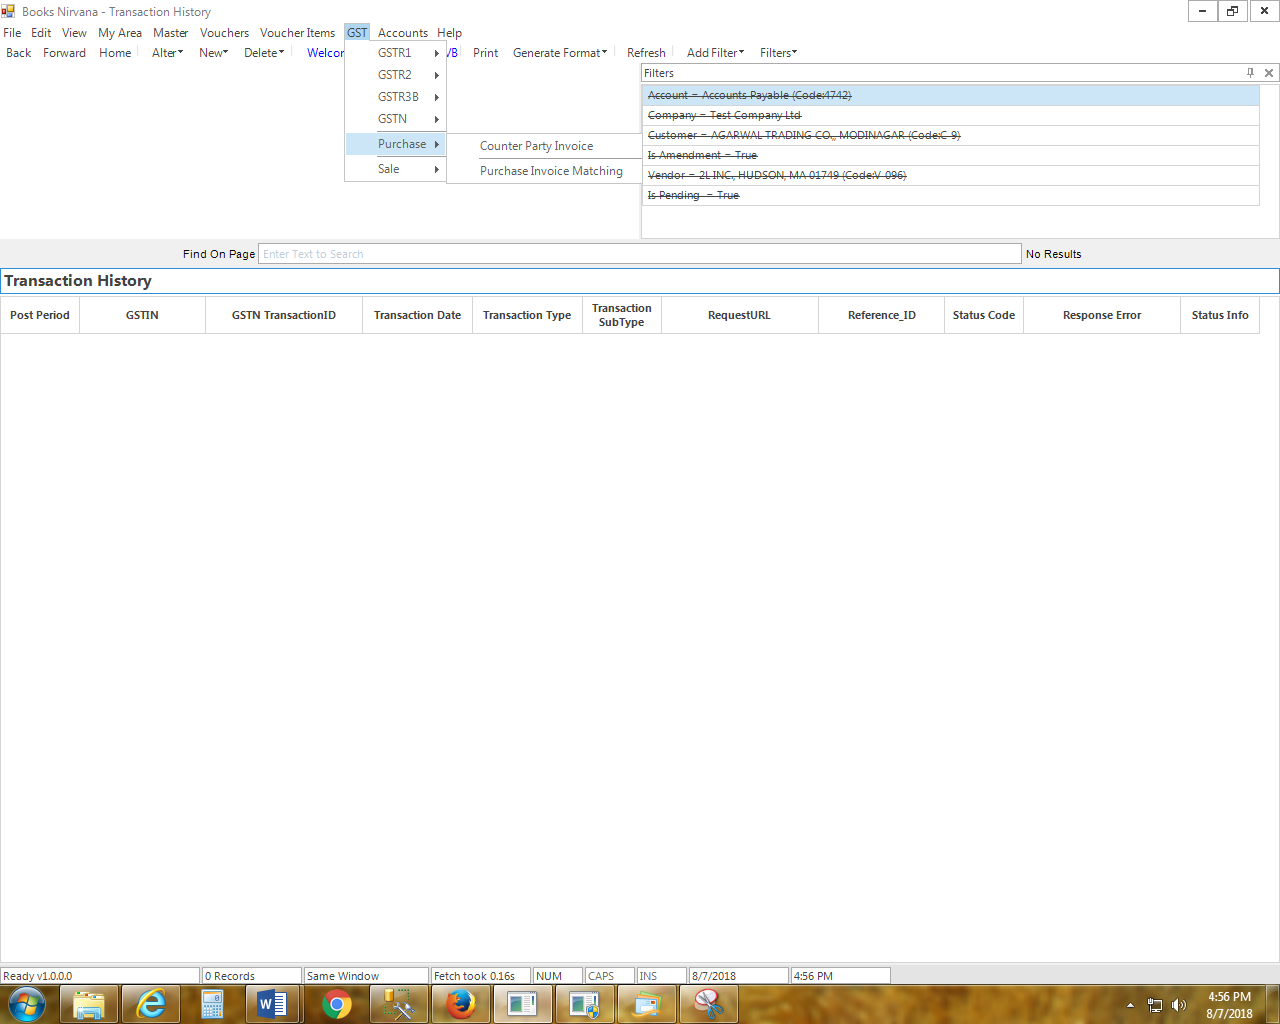 Books Nirvana - Transaction History
File Edit View My Area Master Vouchers Voucher Items GST Accounts Help
Back Forward Home Alter New Delete Print Generate Format Refresh Add Filter Filters
GSTR1
GSTR2
GSTR3B
GSTN
Purchase
Sale
Counter Party Invoice
Purchase Invoice Matching
Filters
Account = Accounts Payable (Code:4742)
Company = Test Company Ltd
Customer = AGARWAL TRADING CO., MODINAGAR (Code:C-9)
Is Amendment = True
Vendor = 2L INC., HUDSON, MA 01749 (Code:V-096)
Is Pending = True
Find On Page Enter Text to Search No Results
Transaction History
Post Period GSTIN GSTN TransactionID Transaction Date Transaction Type Transaction SubType RequestURL Reference_ID Status Code Response Error Status Info
Ready v1.0.0.0 0 Records Same Window Fetch took 0.16s NUM CAPS INS 8/7/2018 4:56 PM
4:56 PM
8/7/2018